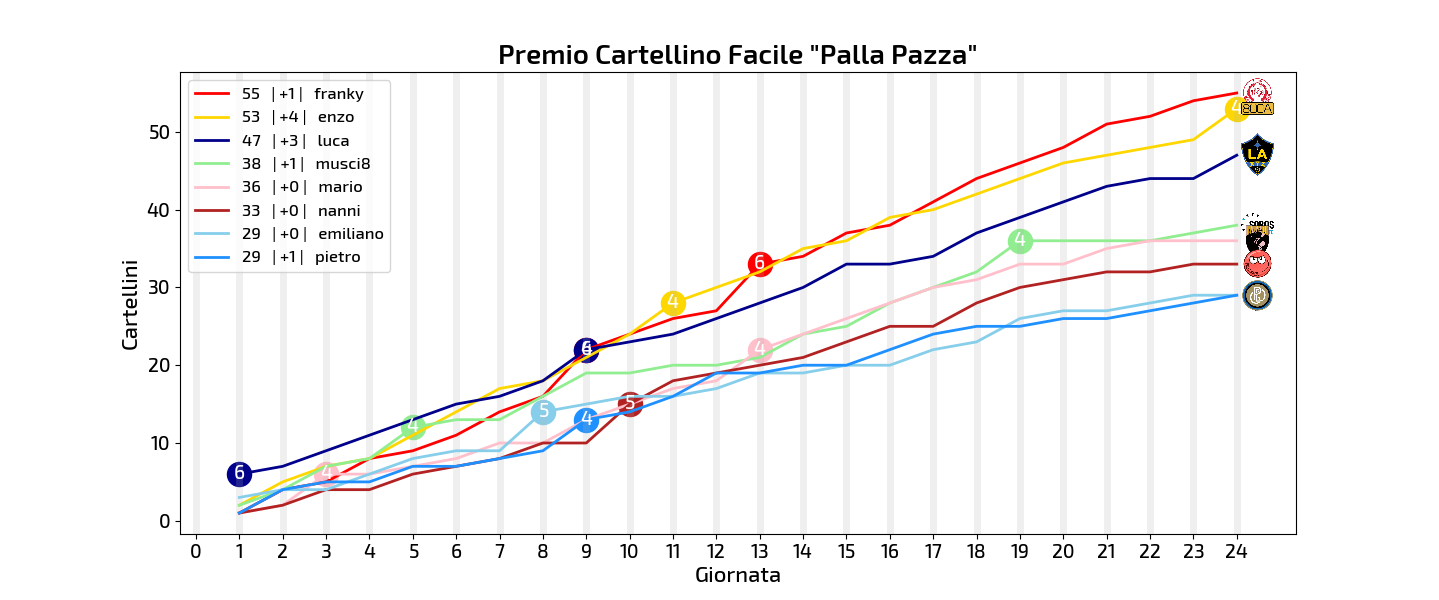 Premio Cartellino Facile "Palla Pazza"
55 | +1 | franky
53 | +4 | enzo
47 | +3 | luca
38 | +1 | musci8
36 | +0 | mario
33 | +0 | nanni
29 | +0 | emiliano
29 | +1 | pietro
Cartellini
50
40
30
20
10
0
6
4
4
5
6
4
5
4
6
4
4
4
SUCA
LA
0 1 2 3 4 5 6 7 8 9 10 11 12 13 14 15 16 17 18 19 20 21 22 23 24
Giornata